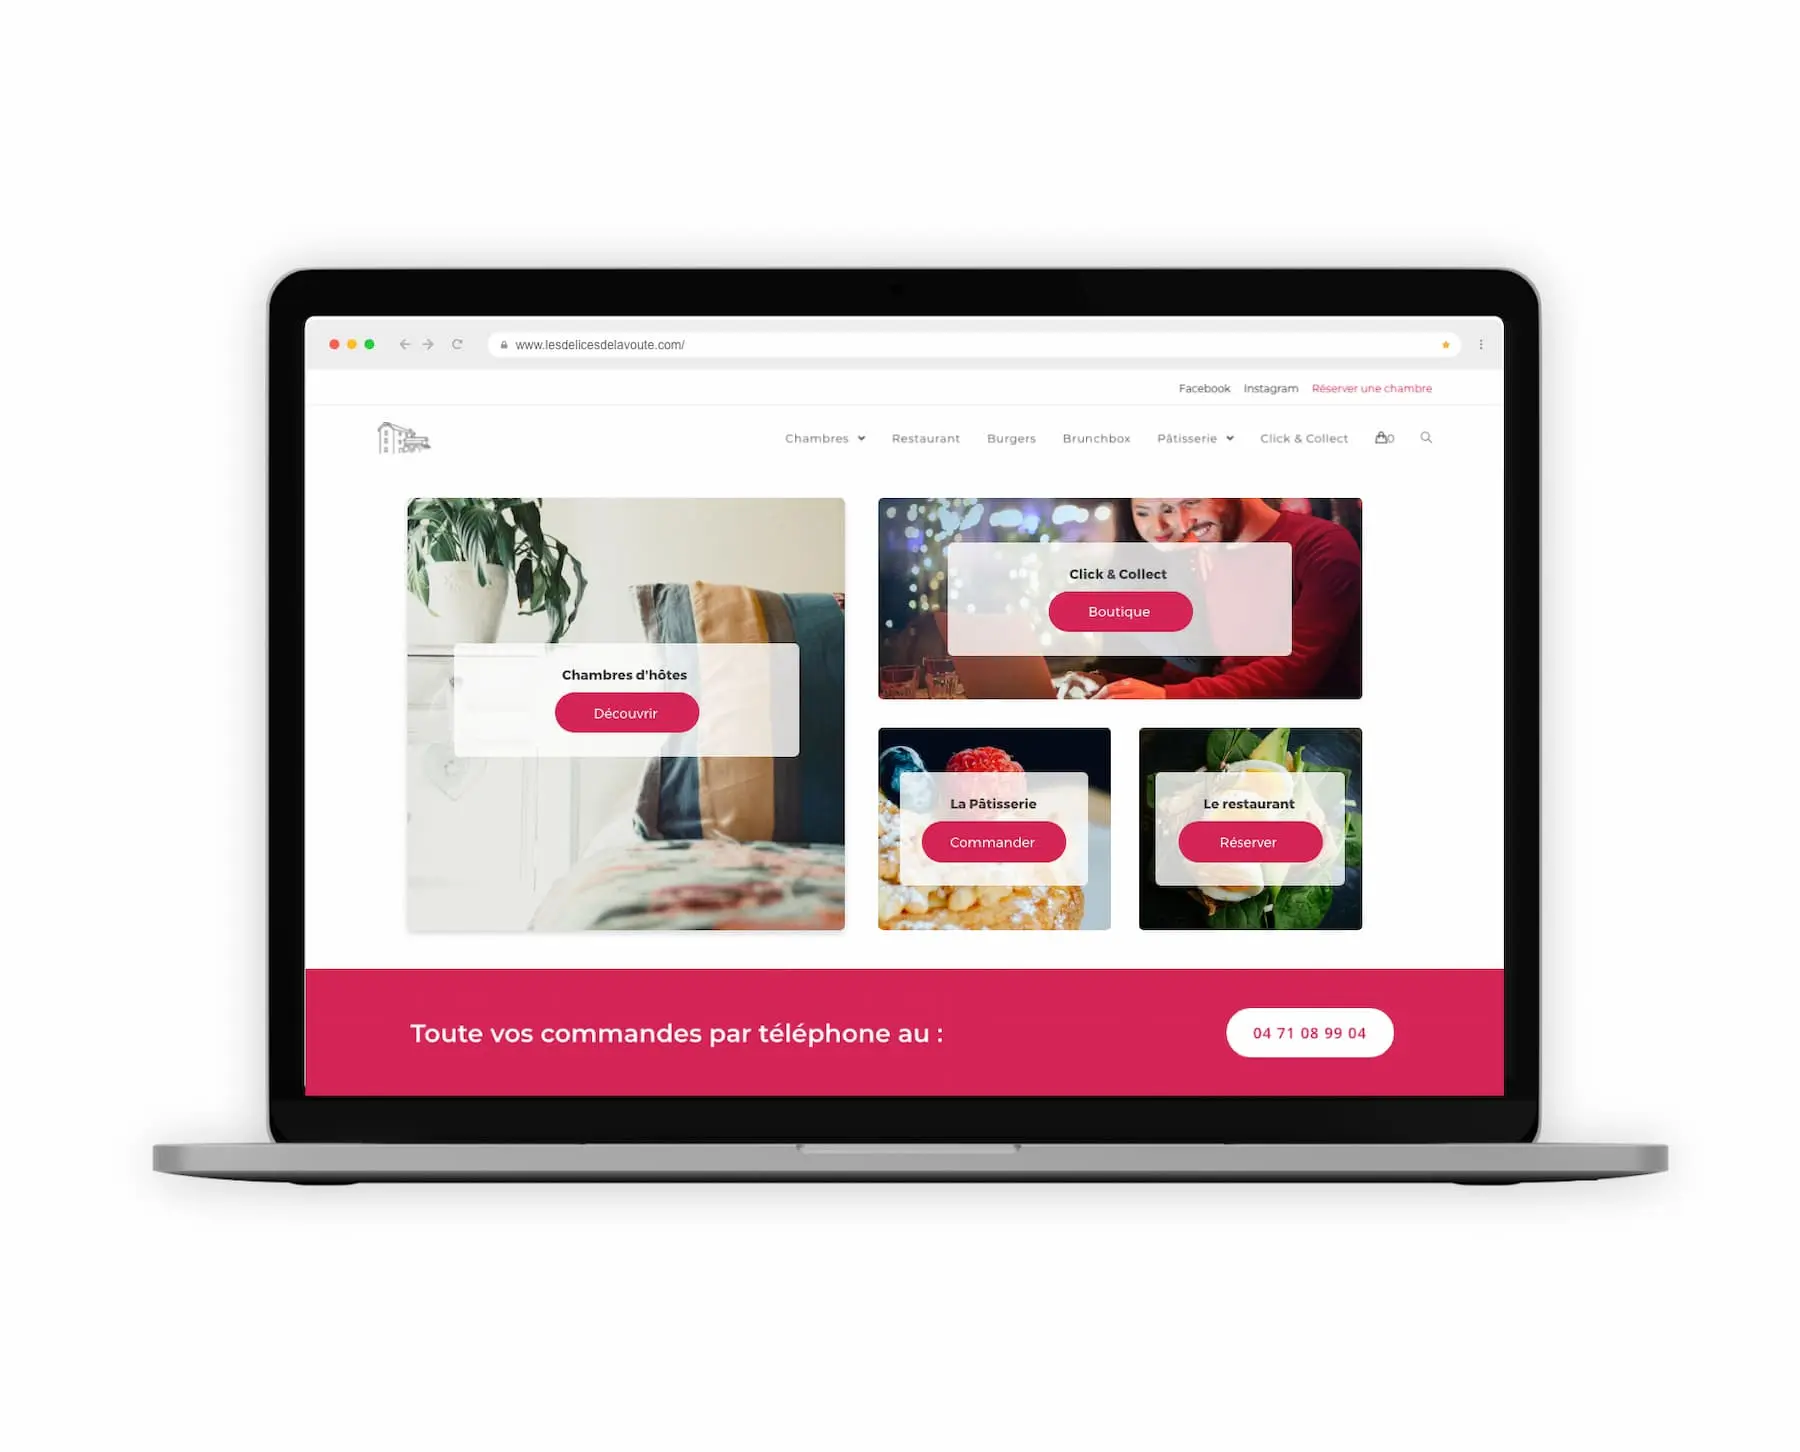 www.lesdelicesdelavoute.com/
Facebook Instagram Réserver une chambre
Chambres Restaurant Burgers Brunchbox Pâtisserie Click & Collect 0
Click & Collect
Boutique
Chambres d'hôtes
Découvrir
La Pâtisserie
Commander
Le restaurant
Réserver
Toute vos commandes par téléphone au :
04 71 08 99 04